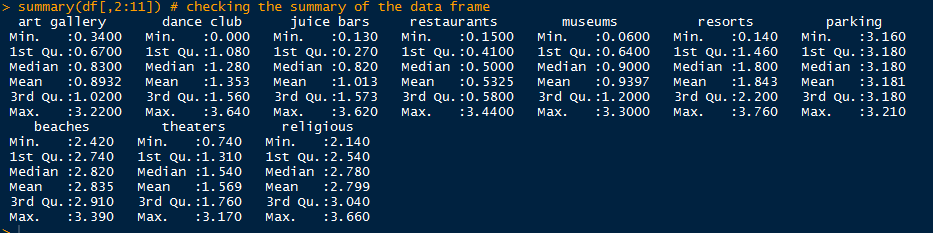 > summary(df[,2:11]) # checking the summary of the data frame
art gallery dance club juice bars restaurants museums resorts parking
Min. :0.3400 Min. :0.000 Min. :0.130 Min. :0.1500 Min. :0.0600 Min. :0.140 Min. :3.160
1st Qu.:0.6700 1st Qu.:1.080 1st Qu.:0.270 1st Qu.:0.4100 1st Qu.:0.6400 1st Qu.:1.460 1st Qu.:3.180
Median :0.8300 Median :1.280 Median :0.820 Median :0.5000 Median :0.9000 Median :1.800 Median :3.180
Mean :0.8932 Mean :1.353 Mean :1.013 Mean :0.5325 Mean :0.9397 Mean :1.843 Mean :3.181
3rd Qu.:1.0200 3rd Qu.:1.560 3rd Qu.:1.573 3rd Qu.:0.5800 3rd Qu.:1.2000 3rd Qu.:2.200 3rd Qu.:3.180
Max. :3.2200 Max. :3.640 Max. :3.620 Max. :3.4400 Max. :3.3000 Max. :3.760 Max. :3.210
beaches theaters religious
Min. :2.420 Min. :0.740 Min. :2.140
1st Qu.:2.740 1st Qu.:1.310 1st Qu.:2.540
Median :2.820 Median :1.540 Median :2.780
Mean :2.835 Mean :1.569 Mean :2.799
3rd Qu.:2.910 3rd Qu.:1.760 3rd Qu.:3.040
Max. :3.390 Max. :3.170 Max. :3.660
>